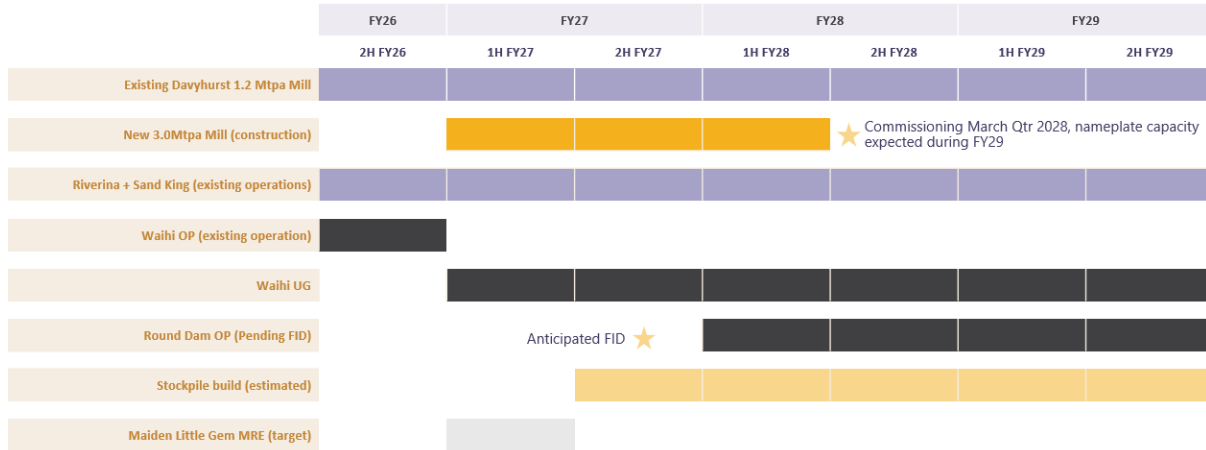 FY26 FY27 FY28 FY29
2H FY26 1H FY27 2H FY27 1H FY28 2H FY28 1H FY29 2H FY29
Existing Davyhurst 1.2 Mtpa Mill
New 3.0Mtpa Mill (construction)
Commissioning March Qtr 2028, nameplate capacity
expected during FY29
Riverina + Sand King (existing operations)
Waihi OP (existing operation)
Waihi UG
Round Dam OP (Pending FID)
Anticipated FID
Stockpile build (estimated)
Maiden Little Gem MRE (target)